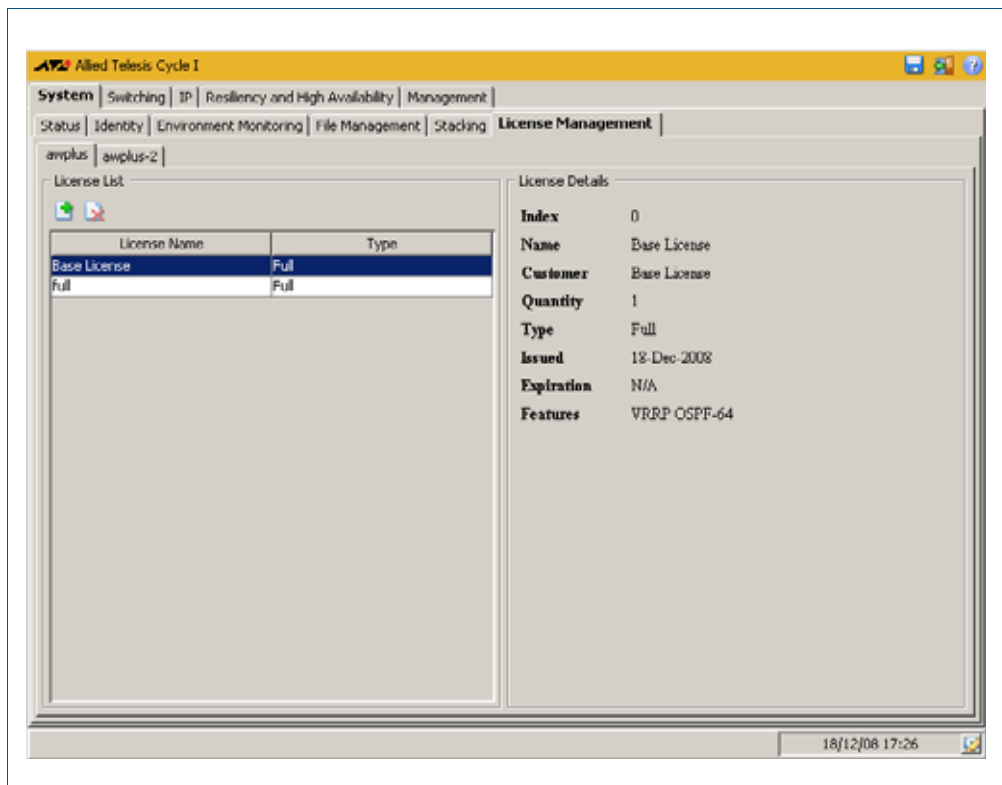 Allied Telesis Cycle I
System Switching IP Resiliency and High Availability Management
Status Identity Environment Monitoring File Management Stacking License Management
awplus awplus-2
License List
License Name Type
Base License Full
full Full
License Details
Index 0
Name Base License
Customer Base License
Quantity 1
Type Full
Issued 18-Dec-2008
Expiration N/A
Features VRRP OSPF-64
18/12/08 17:26